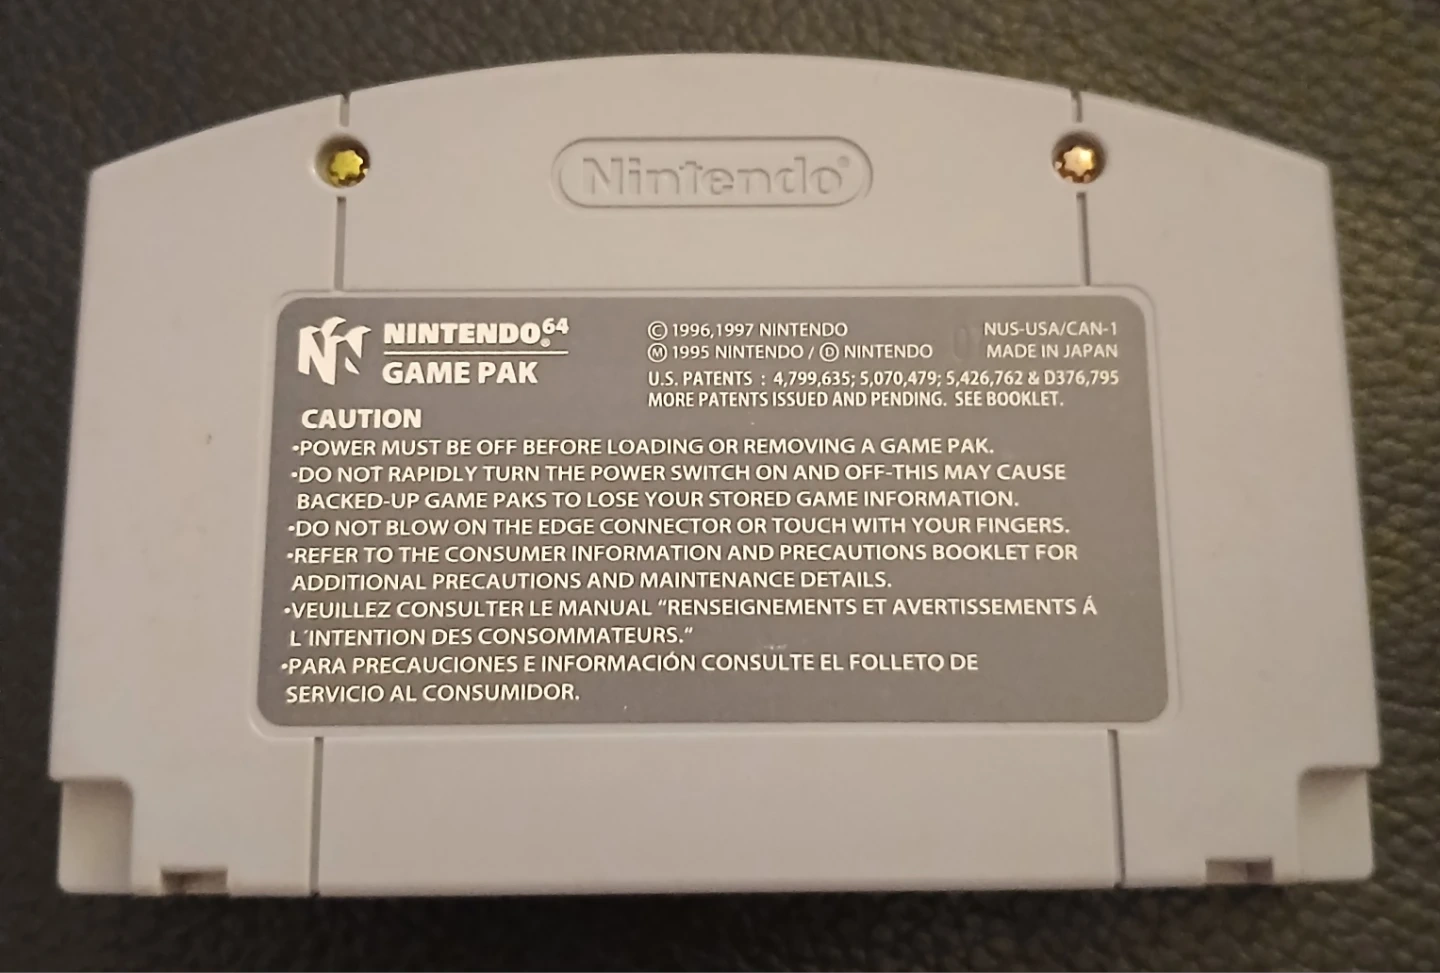 Nintendo®
NINTENDO®64
GAME PAK
© 1996,1997 NINTENDO
Ⓜ 1995 NINTENDO / Ⓓ NINTENDO
U.S. PATENTS : 4,799,635; 5,070,479; 5,426,762 & D376,795
MORE PATENTS ISSUED AND PENDING. SEE BOOKLET.
NUS-USA/CAN-1
MADE IN JAPAN
CAUTION
•POWER MUST BE OFF BEFORE LOADING OR REMOVING A GAME PAK.
•DO NOT RAPIDLY TURN THE POWER SWITCH ON AND OFF-THIS MAY CAUSE
BACKED-UP GAME PAKS TO LOSE YOUR STORED GAME INFORMATION.
•DO NOT BLOW ON THE EDGE CONNECTOR OR TOUCH WITH YOUR FINGERS.
•REFER TO THE CONSUMER INFORMATION AND PRECAUTIONS BOOKLET FOR
ADDITIONAL PRECAUTIONS AND MAINTENANCE DETAILS.
•VEUILLEZ CONSULTER LE MANUAL “RENSEIGNEMENTS ET AVERTISSEMENTS Á
L´INTENTION DES CONSOMMATEURS.”
•PARA PRECAUCIONES E INFORMACIÓN CONSULTE EL FOLLETO DE
SERVICIO AL CONSUMIDOR.